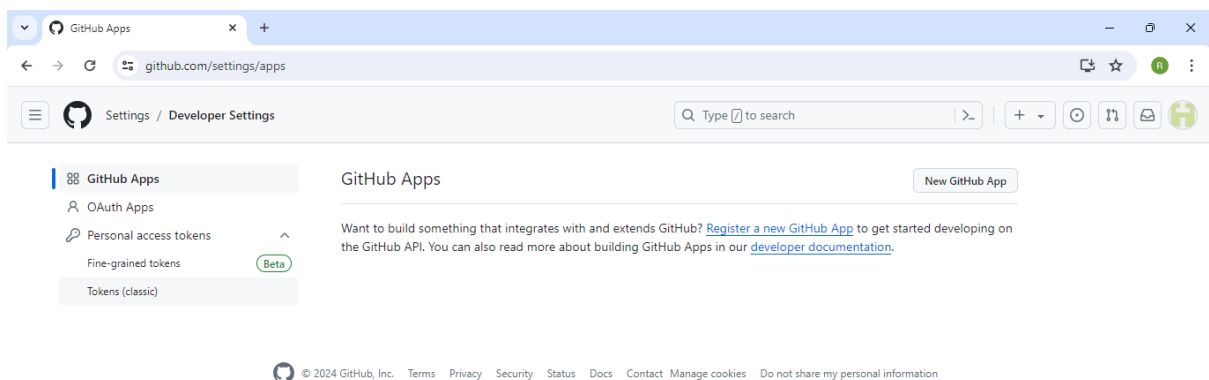 GitHub Apps
github.com/settings/apps
R
Settings / Developer Settings
Type / to search
GitHub Apps
OAuth Apps
Personal access tokens
Fine-grained tokens Beta
Tokens (classic)
GitHub Apps
New GitHub App
Want to build something that integrates with and extends GitHub? Register a new GitHub App to get started developing on
the GitHub API. You can also read more about building GitHub Apps in our developer documentation.
© 2024 GitHub, Inc. Terms Privacy Security Status Docs Contact Manage cookies Do not share my personal information